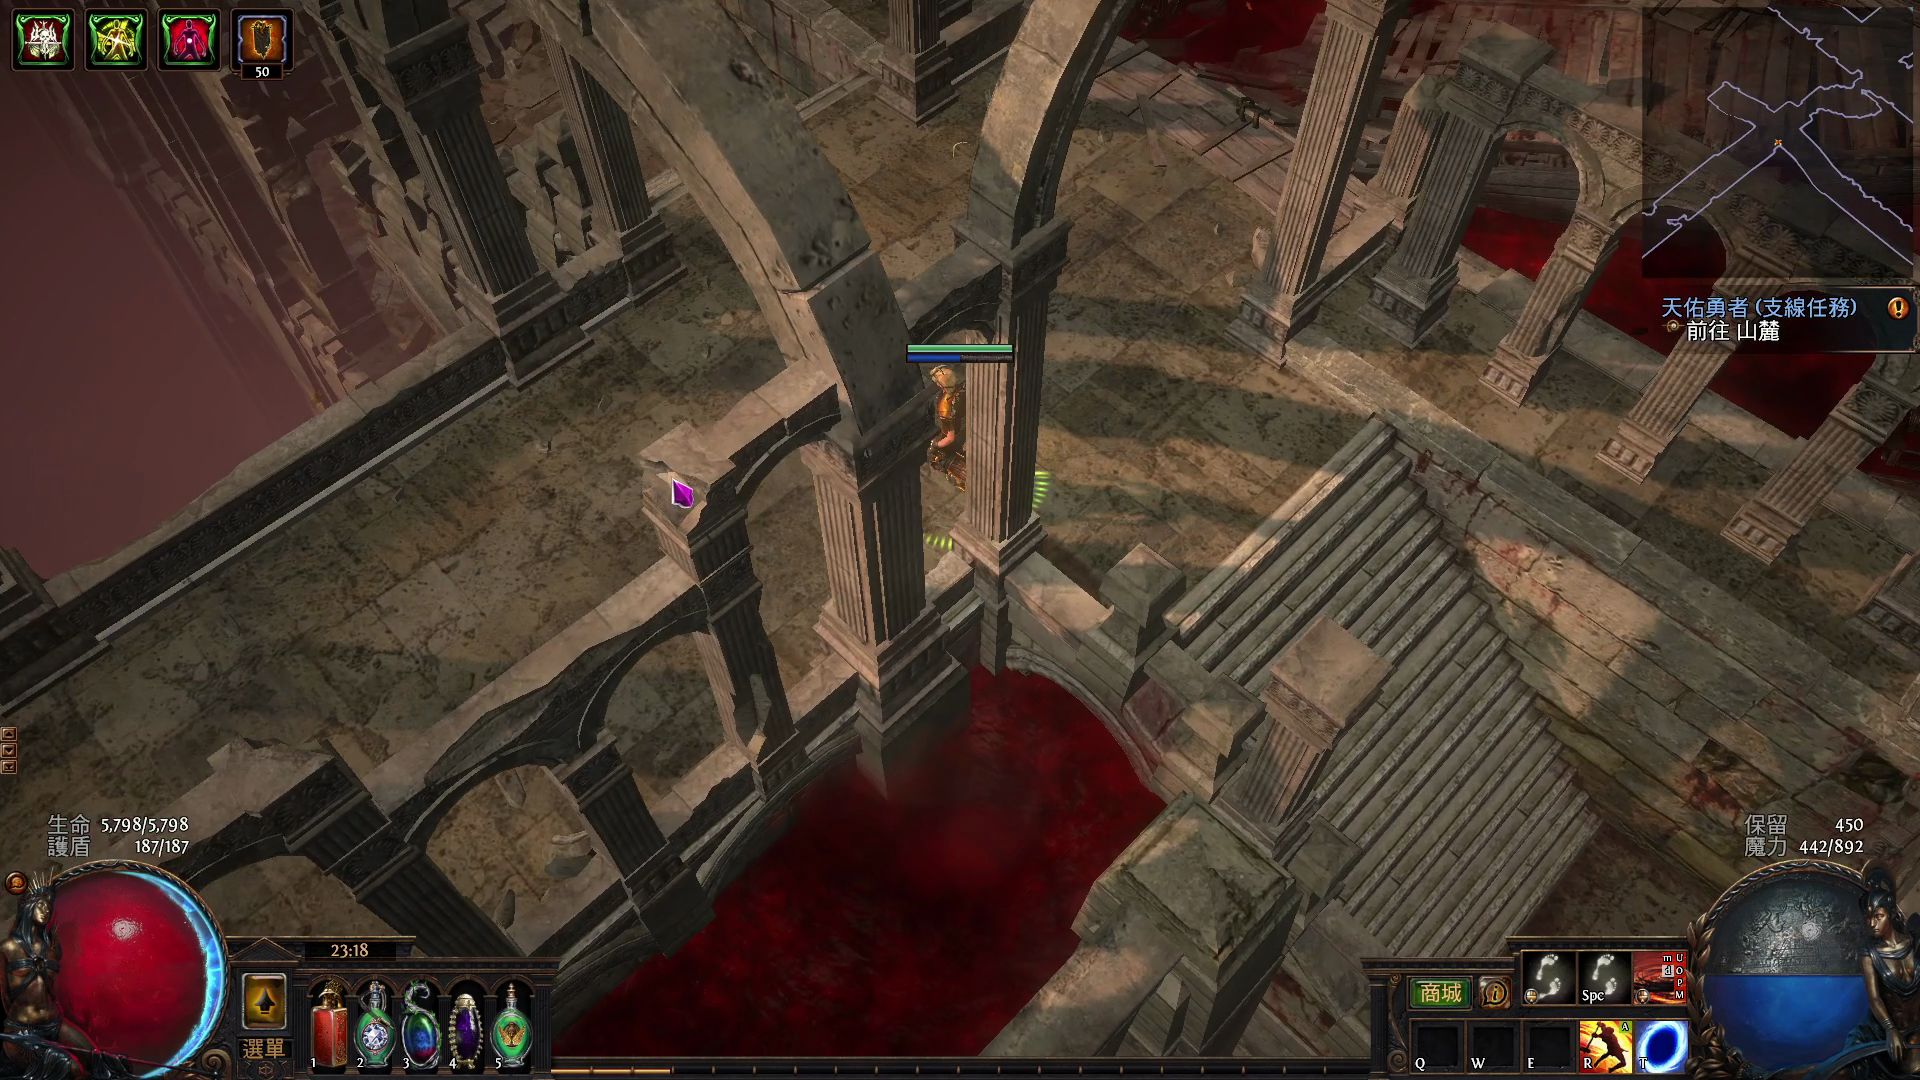 50
天佑勇者 (支線任務)
前往 山麓
生命 5,798/5,798
護盾 187/187
保留 450
魔力 442/892
23:18
選單
1 2 3 4 5
商城
Spc
m U
d O
P
M
Q W E R A T